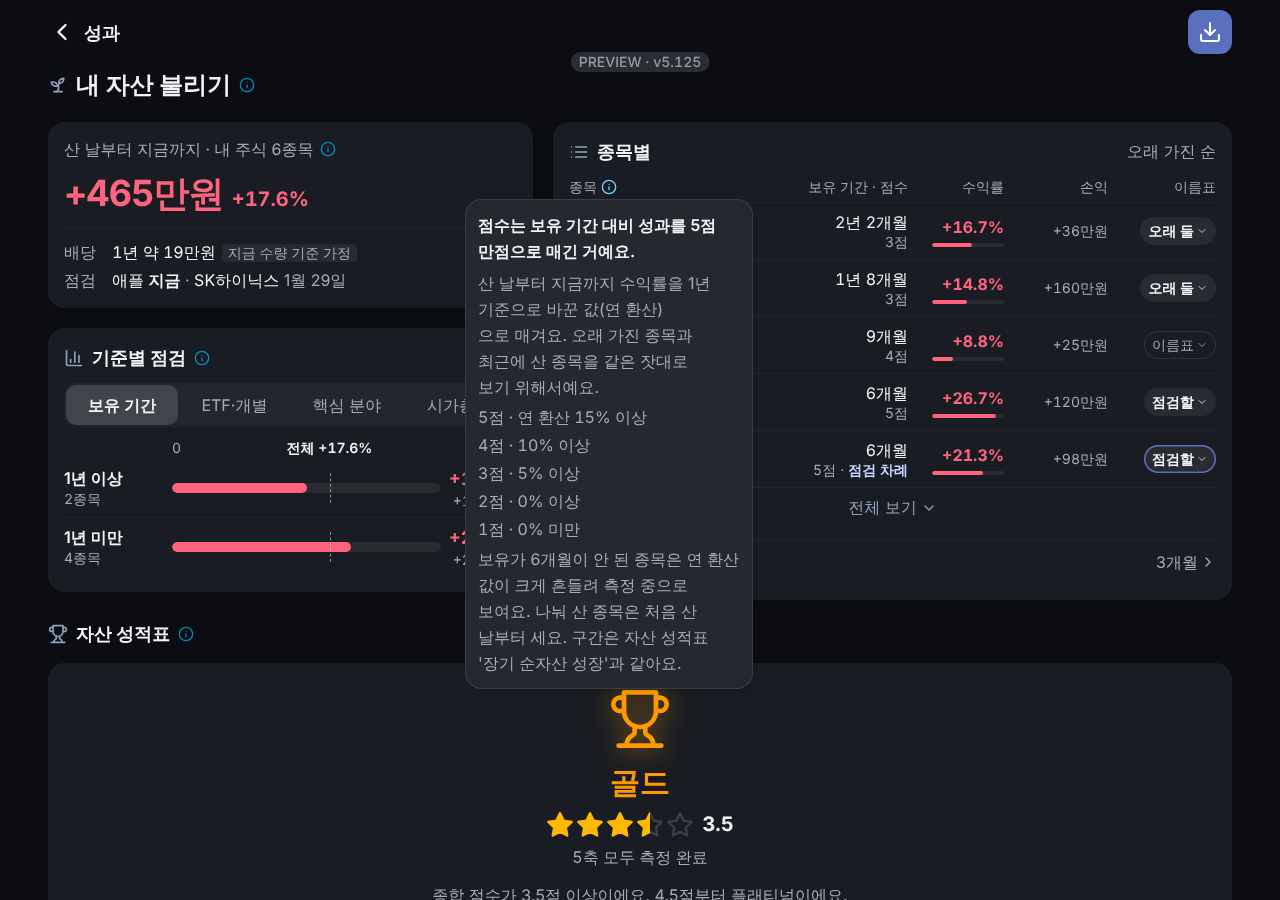 성과
PREVIEW · v5.125
내 자산 불리기
산 날부터 지금까지 · 내 주식 6종목
+465만원 +17.6%
배당 1년 약 19만원 지금 수량 기준 가정
점검 애플 지금 · SK하이닉스 1월 29일
기준별 점검
보유 기간 ETF·개별 핵심 분야
0 전체 +17.6%
1년 이상
2종목
1년 미만
4종목
종목별 오래 가진 순
종목 보유 기간 · 점수 수익률 손익 이름표
2년 2개월 +16.7% +36만원 오래 둘
3점
1년 8개월 +14.8% +160만원 오래 둘
3점
9개월 +8.8% +25만원 이름표
4점
6개월 +26.7% +120만원 점검할
5점
6개월 +21.3% +98만원 점검할
5점 · 점검 차례
전체 보기
3개월
점수는 보유 기간 대비 성과를 5점
만점으로 매긴 거예요.
산 날부터 지금까지 수익률을 1년
기준으로 바꾼 값(연 환산)
으로 매겨요. 오래 가진 종목과
최근에 산 종목을 같은 잣대로
보기 위해서예요.
5점 · 연 환산 15% 이상
4점 · 10% 이상
3점 · 5% 이상
2점 · 0% 이상
1점 · 0% 미만
보유가 6개월이 안 된 종목은 연 환산
값이 크게 흔들려 측정 중으로
보여요. 나눠 산 종목은 처음 산
날부터 세요. 구간은 자산 성적표
'장기 순자산 성장'과 같아요.
자산 성적표
골드
3.5
5축 모두 측정 완료
종합 점수가 3.5점 이상이에요. 4.5점부터 플래티넘이에요.